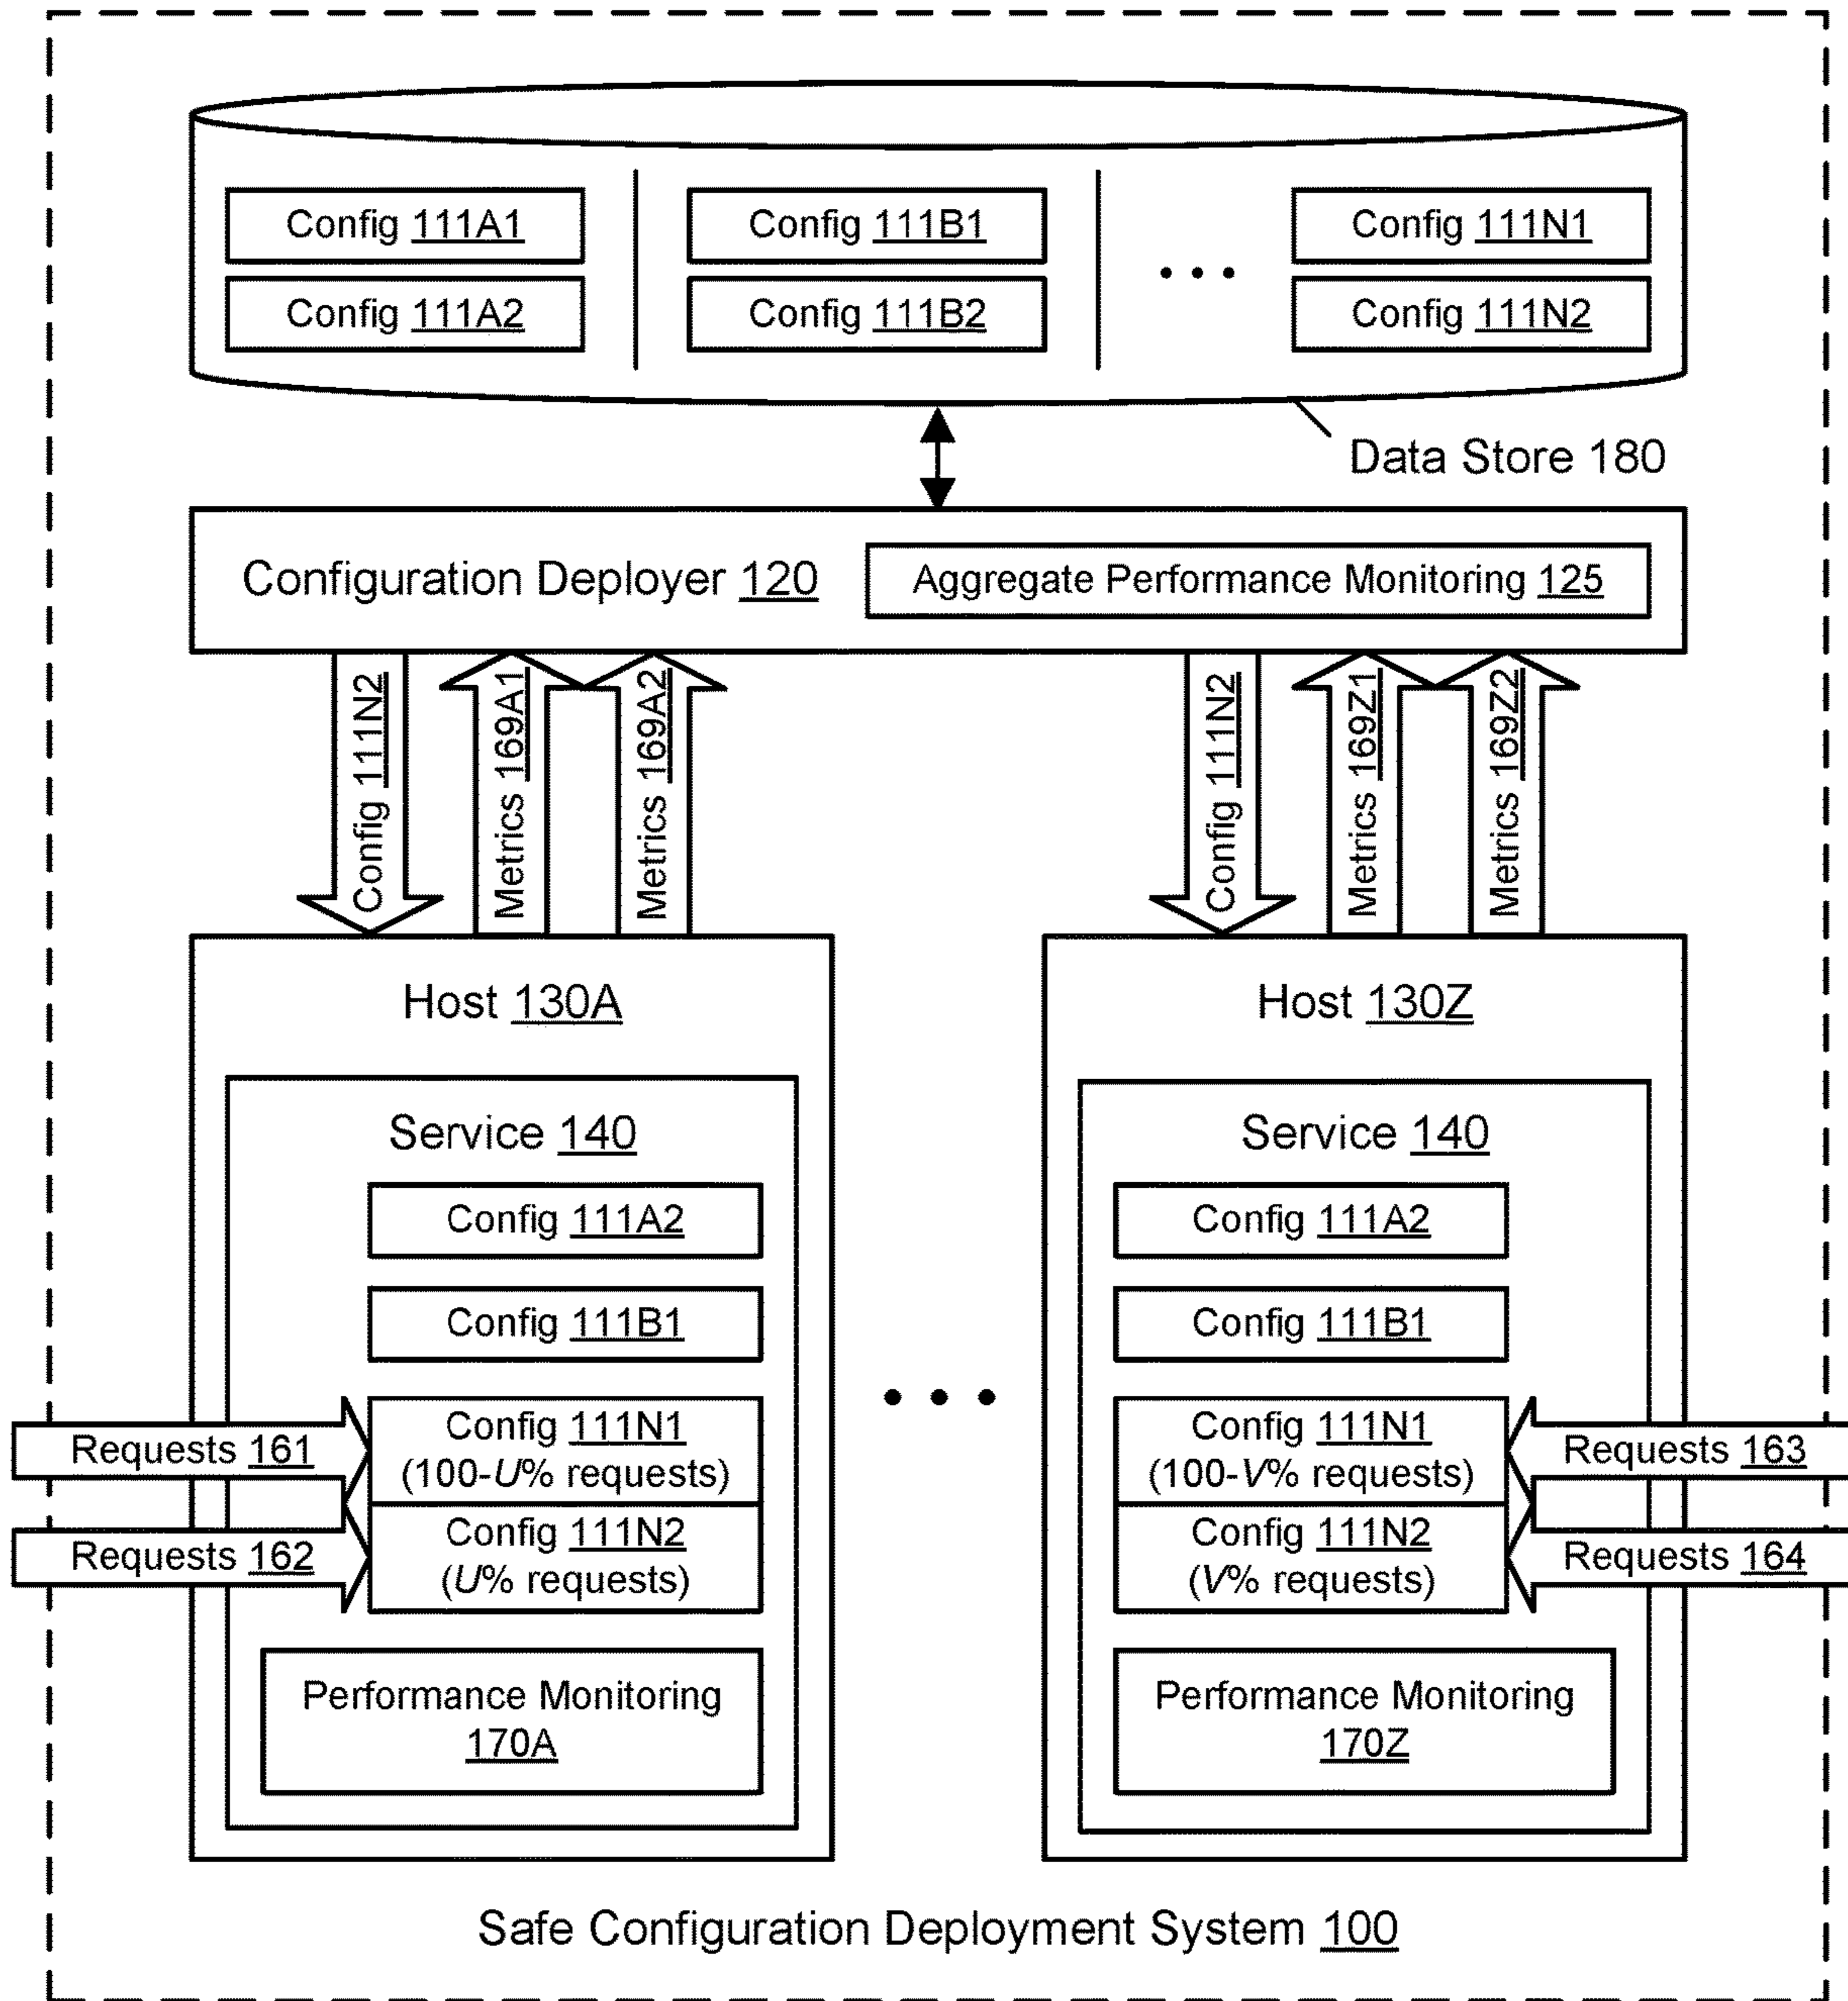 Config 111A1
Config 111B1
Config 111N1
Config 111A2
Config 111B2
Config 111N2
• • •
Data Store 180
Configuration Deployer 120
Aggregate Performance Monitoring 125
Config 111N2
Metrics 169A1
Metrics 169A2
Config 111N2
Metrics 169Z1
Metrics 169Z2
Host 130A
Service 140
Config 111A2
Config 111B1
Requests 161
Config 111N1
(100-U% requests)
Requests 162
Config 111N2
(U% requests)
Performance Monitoring
170A
• • •
Host 130Z
Service 140
Config 111A2
Config 111B1
Config 111N1
(100-V% requests)
Requests 163
Config 111N2
(V% requests)
Requests 164
Performance Monitoring
170Z
Safe Configuration Deployment System 100